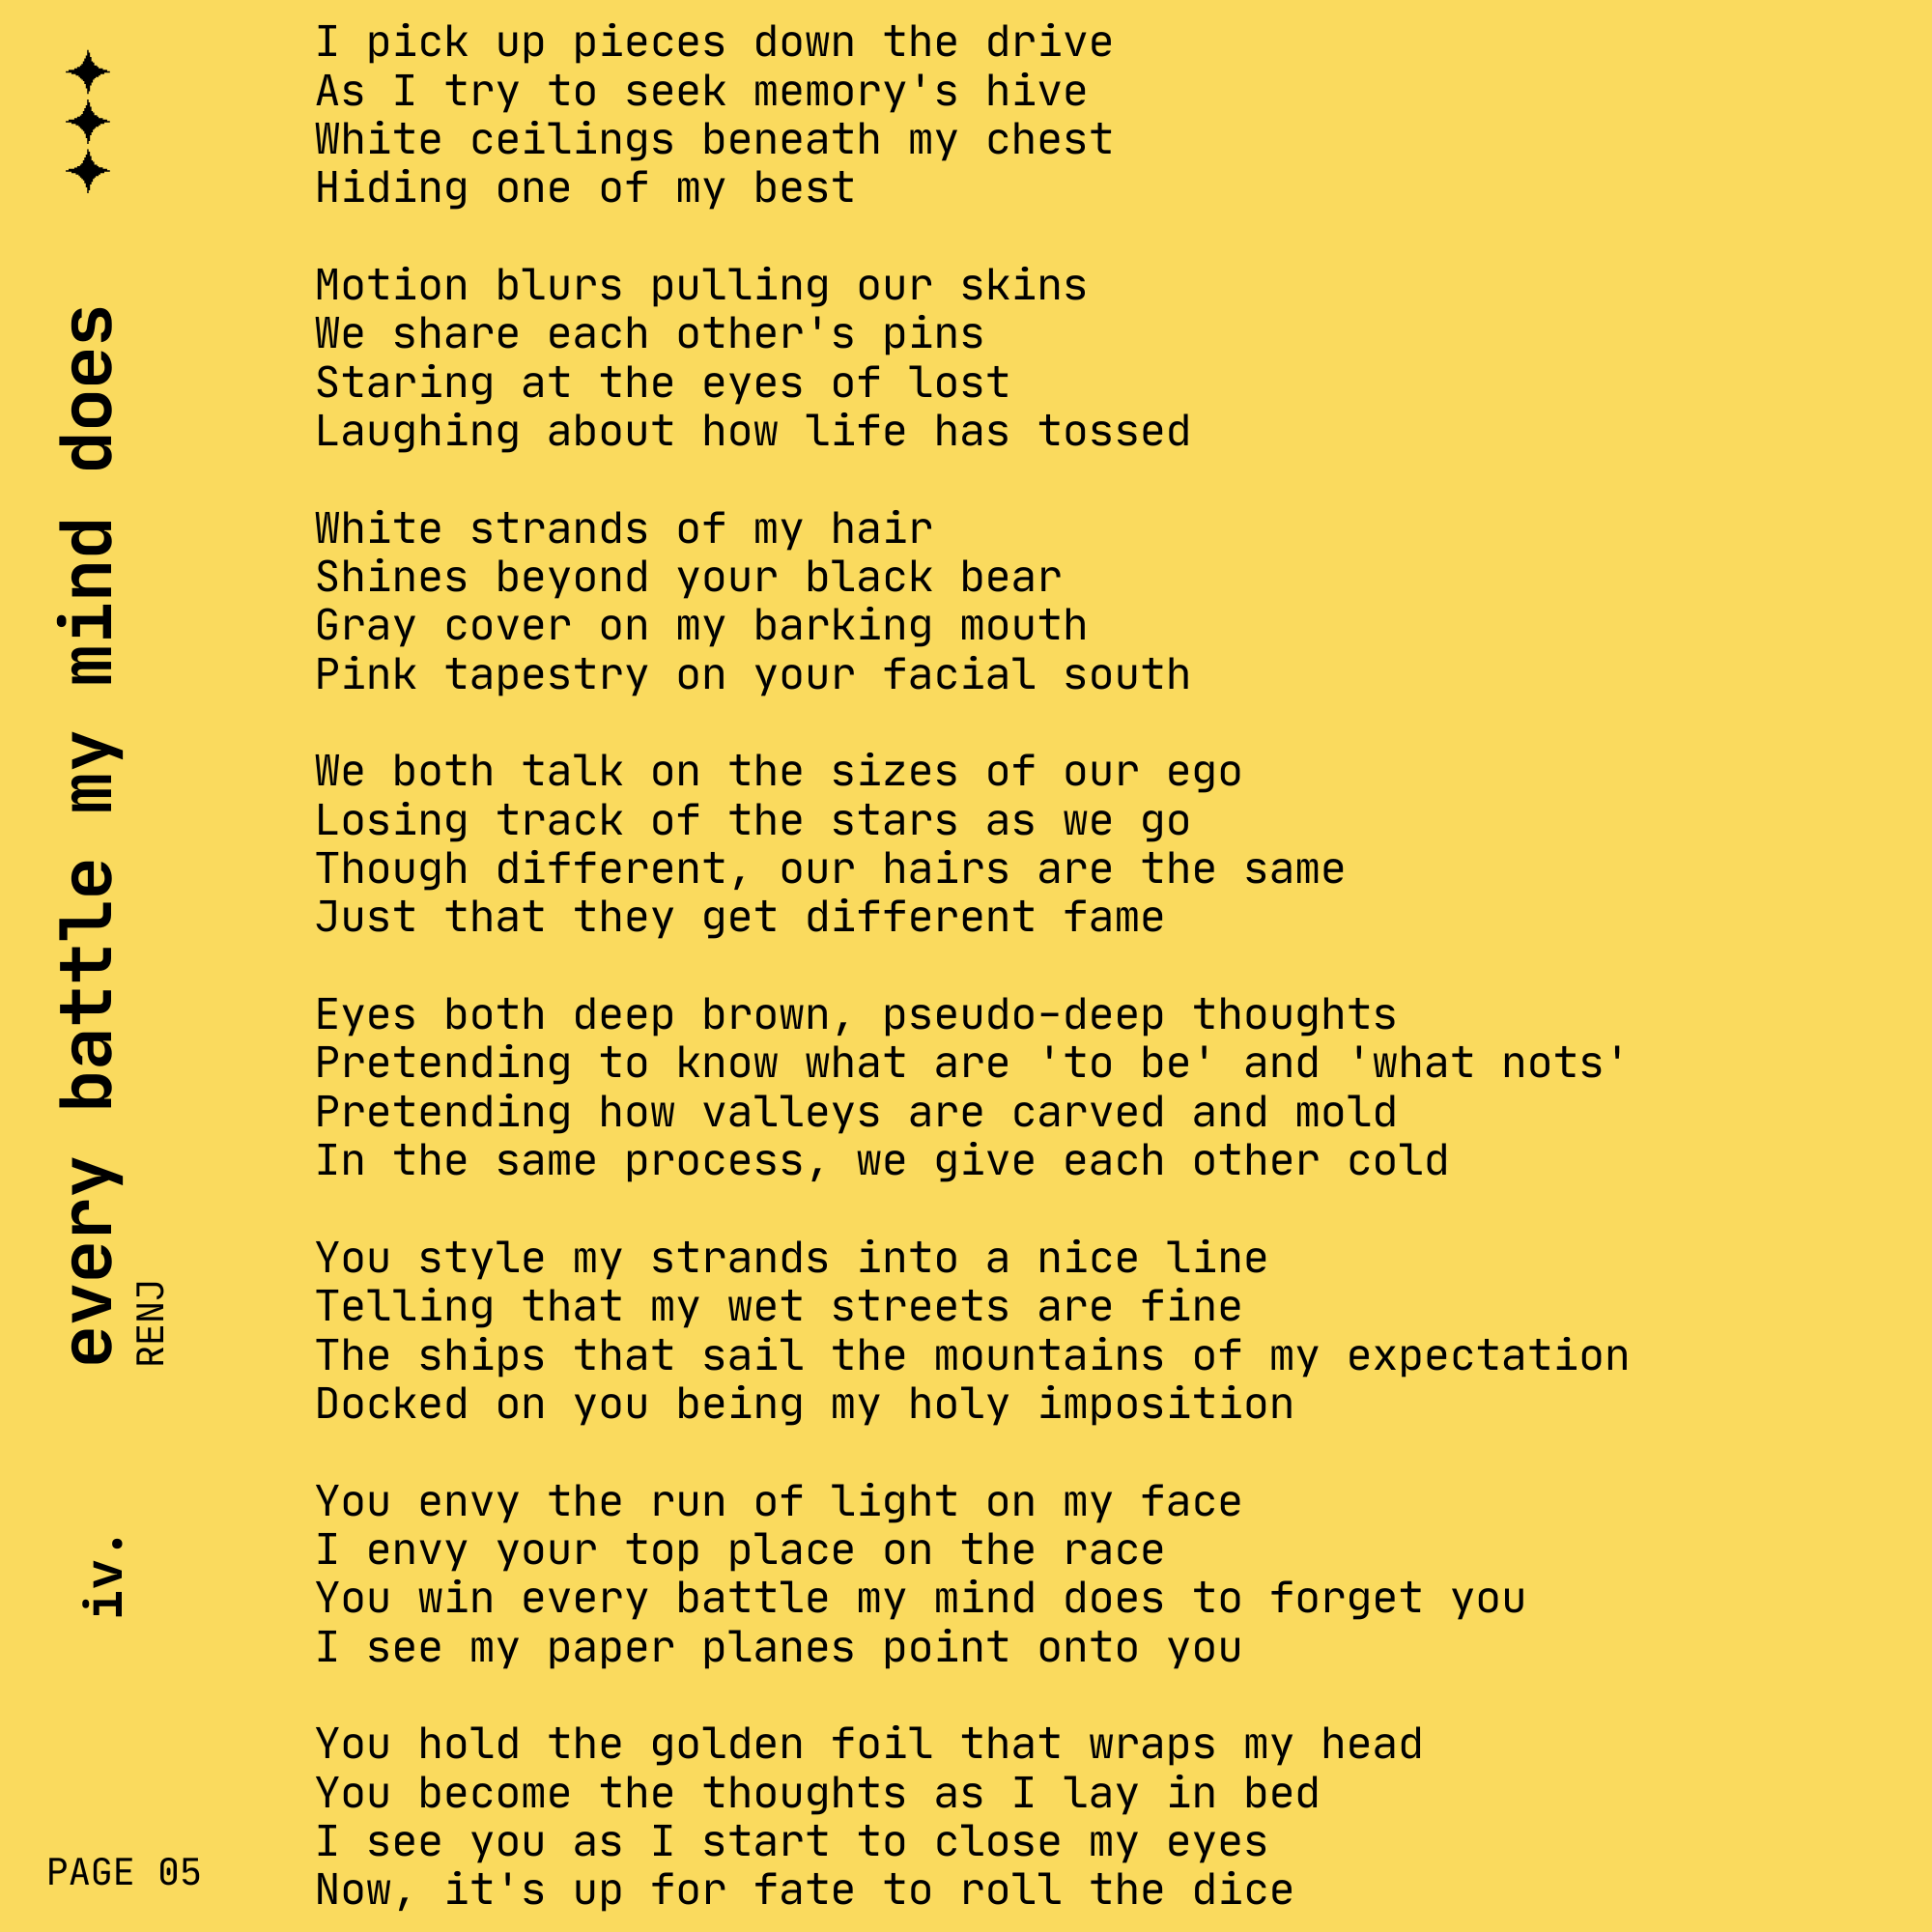 every battle my mind does
RENJ
iv.
PAGE 05
I pick up pieces down the drive
As I try to seek memory's hive
White ceilings beneath my chest
Hiding one of my best
Motion blurs pulling our skins
We share each other's pins
Staring at the eyes of lost
Laughing about how life has tossed
White strands of my hair
Shines beyond your black bear
Gray cover on my barking mouth
Pink tapestry on your facial south
We both talk on the sizes of our ego
Losing track of the stars as we go
Though different, our hairs are the same
Just that they get different fame
Eyes both deep brown, pseudo-deep thoughts
Pretending to know what are 'to be' and 'what nots'
Pretending how valleys are carved and mold
In the same process, we give each other cold
You style my strands into a nice line
Telling that my wet streets are fine
The ships that sail the mountains of my expectation
Docked on you being my holy imposition
You envy the run of light on my face
I envy your top place on the race
You win every battle my mind does to forget you
I see my paper planes point onto you
You hold the golden foil that wraps my head
You become the thoughts as I lay in bed
I see you as I start to close my eyes
Now, it's up for fate to roll the dice